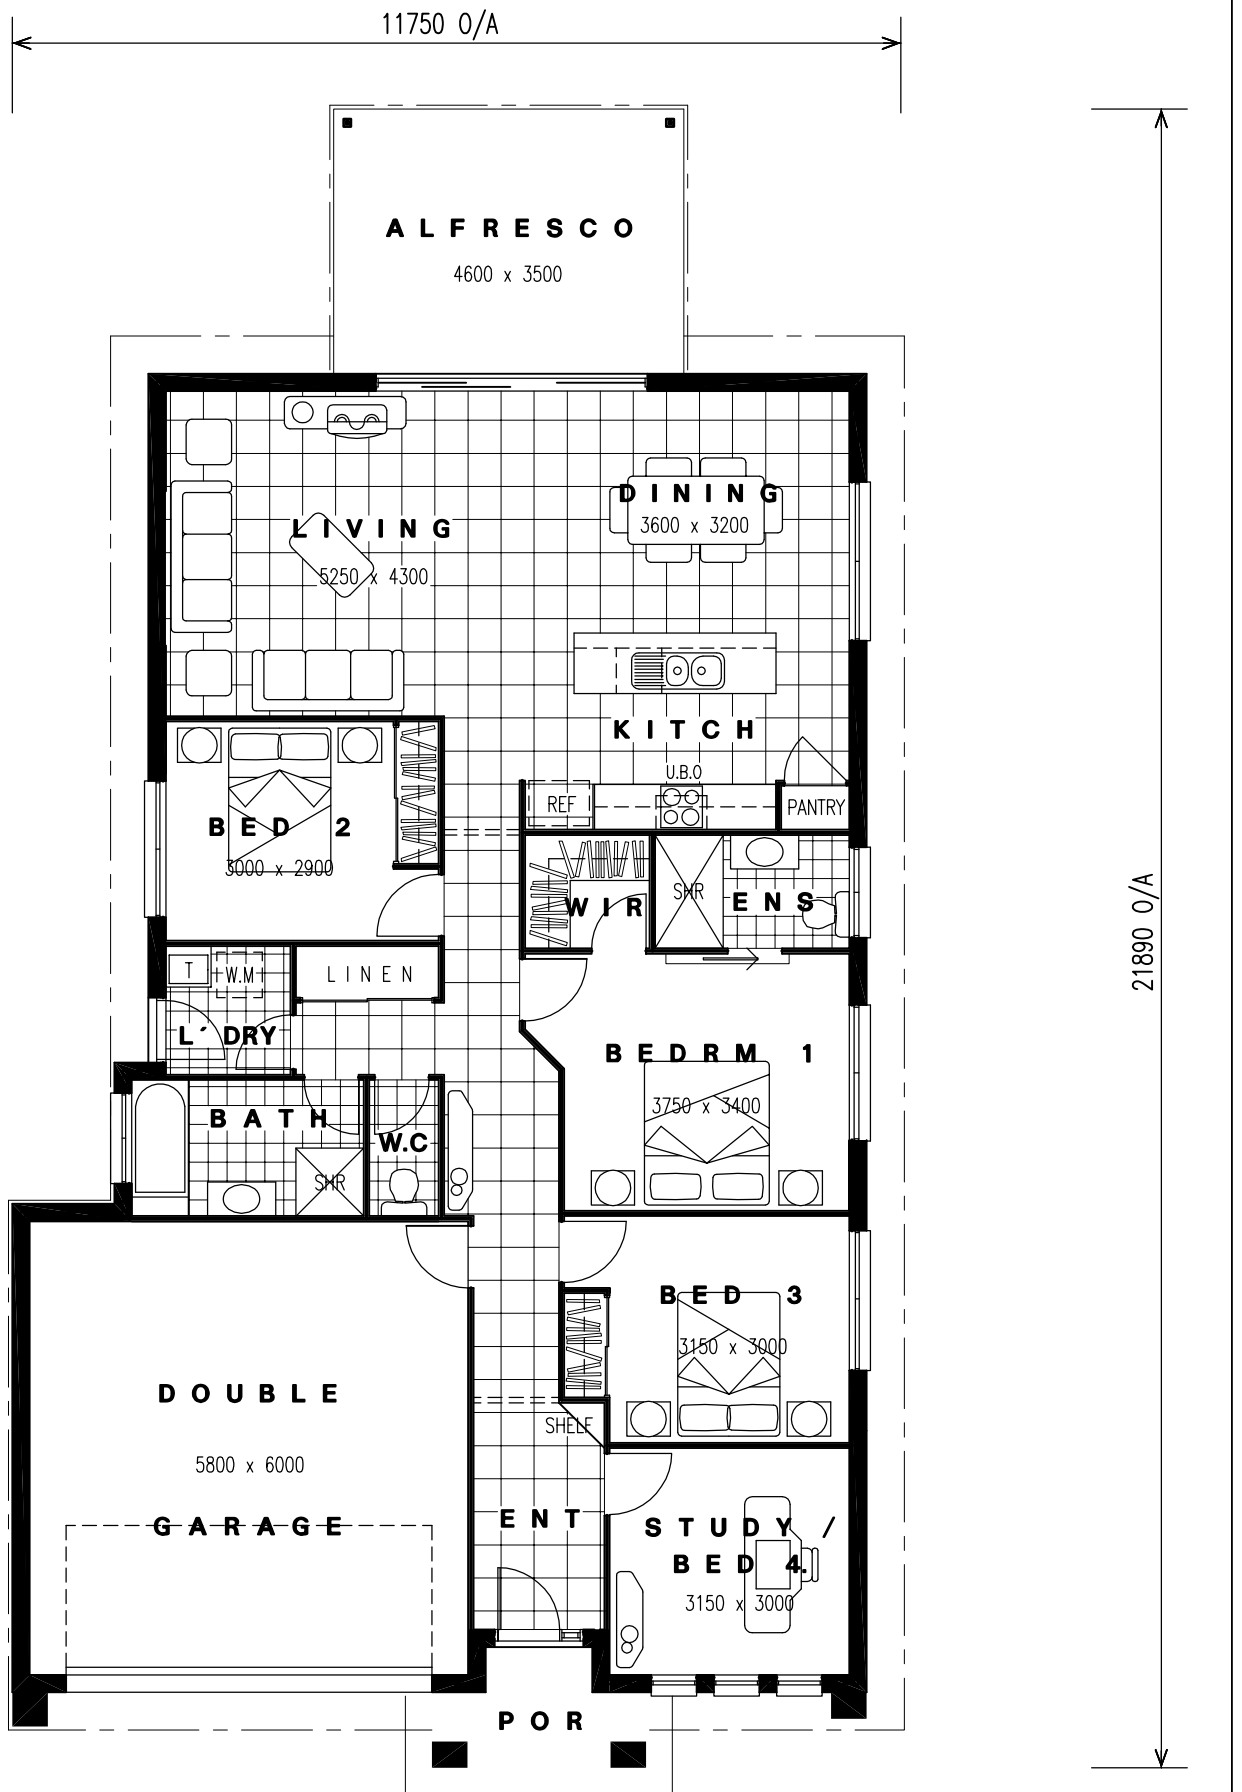 11750 O/A
ALFRESCO
4600 x 3500
21890 O/A
DINING
3600 x 3200
LIVING
5250 x 4300
KITCH
U.B.O
REF
PANTRY
BED 2
3000 x 2900
WIR
SHR
ENS
T
W.M
LINEN
L'DRY
BEDRM 1
3750 x 3400
BATH
W.C
SHR
BED 3
3150 x 3000
DOUBLE
SHELF
5800 x 6000
GARAGE
ENT
STUDY /
BED 4.
3150 x 3000
POR